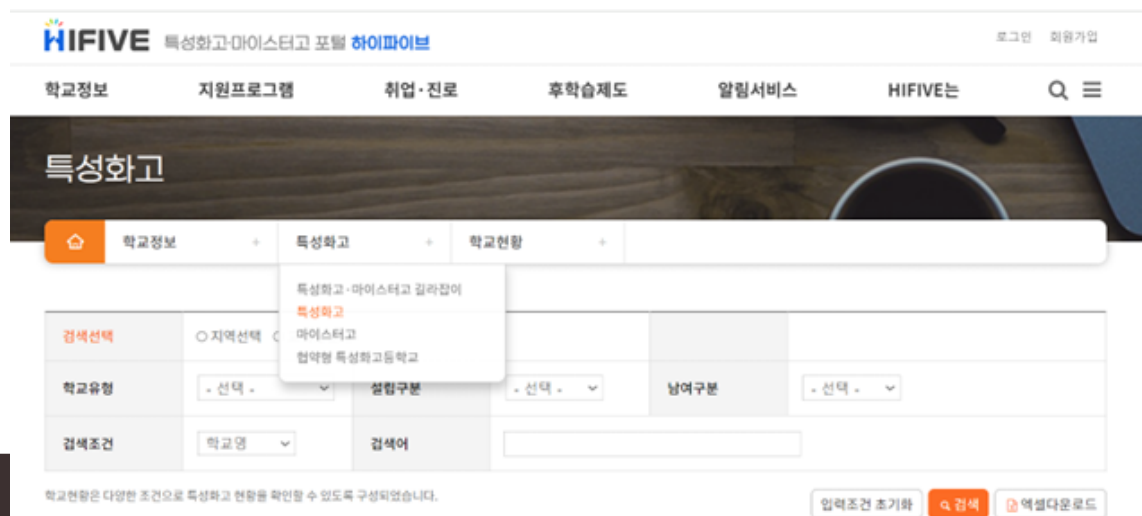 HIFIVE 특성화고·마이스터고 포털 하이파이브
로그인 회원가입
학교정보 지원프로그램 취업·진로 후학습제도 알림서비스 HIFIVE는
특성화고
학교정보 + 특성화고 + 학교현황 +
특성화고·마이스터고 길라잡이
특성화고
마이스터고
협약형 특성화고등학교
검색선택 지역선택
학교유형 - 선택 - 설립구분 - 선택 - 남여구분 - 선택 -
검색조건 학교명 검색어
학교현황은 다양한 조건으로 특성화고 현황을 확인할 수 있도록 구성되었습니다.
입력조건 초기화 검색 엑셀다운로드